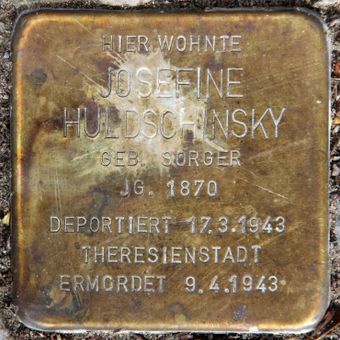 HIER WOHNTE
JOSEFINE
HULDSCHINSKY
GEB. SORGER
JG. 1870
DEPORTIERT 17.3.1943
THERESIENSTADT
ERMORDET 9.4.1943